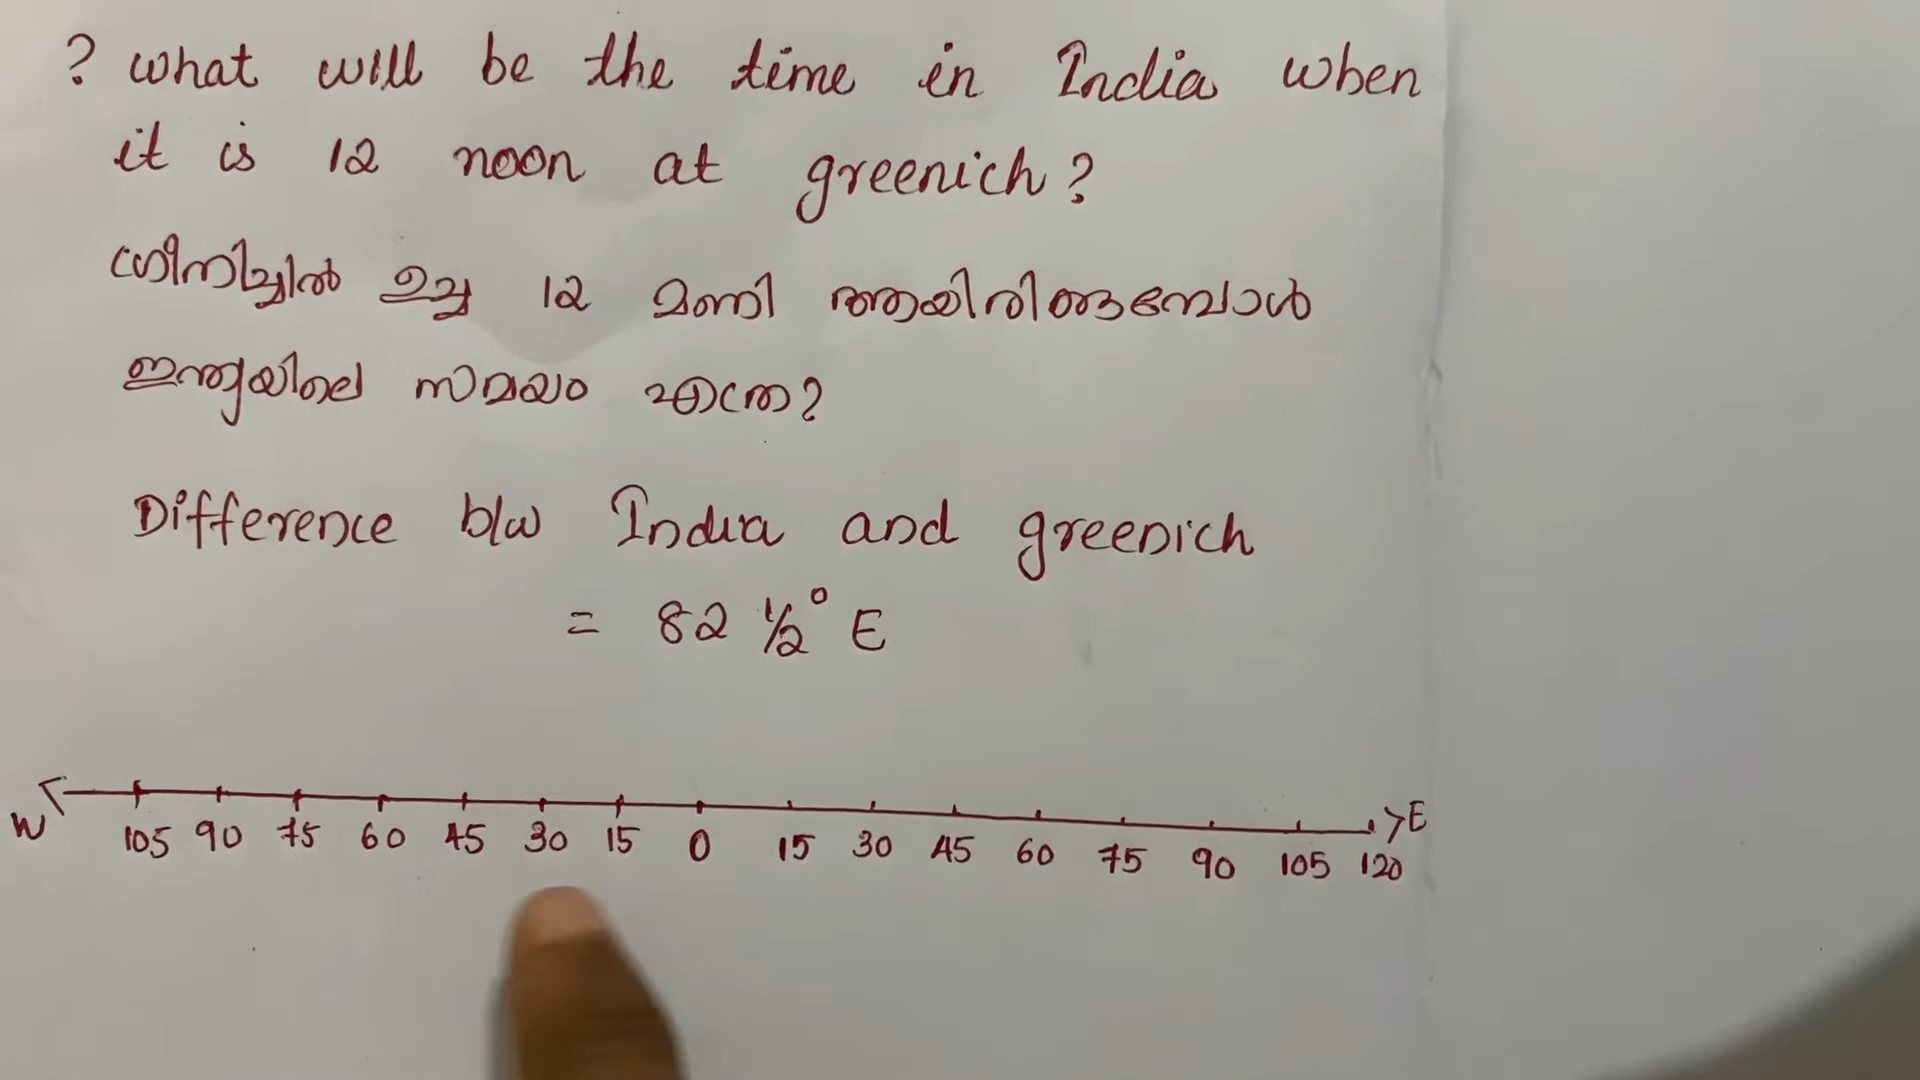 ? what will be the time in India when
it is 12 noon at greenich?
ഗ്രീനിച്ചിൽ ഉച്ച 12 മണി ആയിരിക്കുമ്പോൾ
ഇന്ത്യയിലെ സമയം എത്ര?
Difference b/w India and greenich
= 82 1/2° E
W E
105 90 75 60 45 30 15 0 15 30 45 60 75 90 105 120